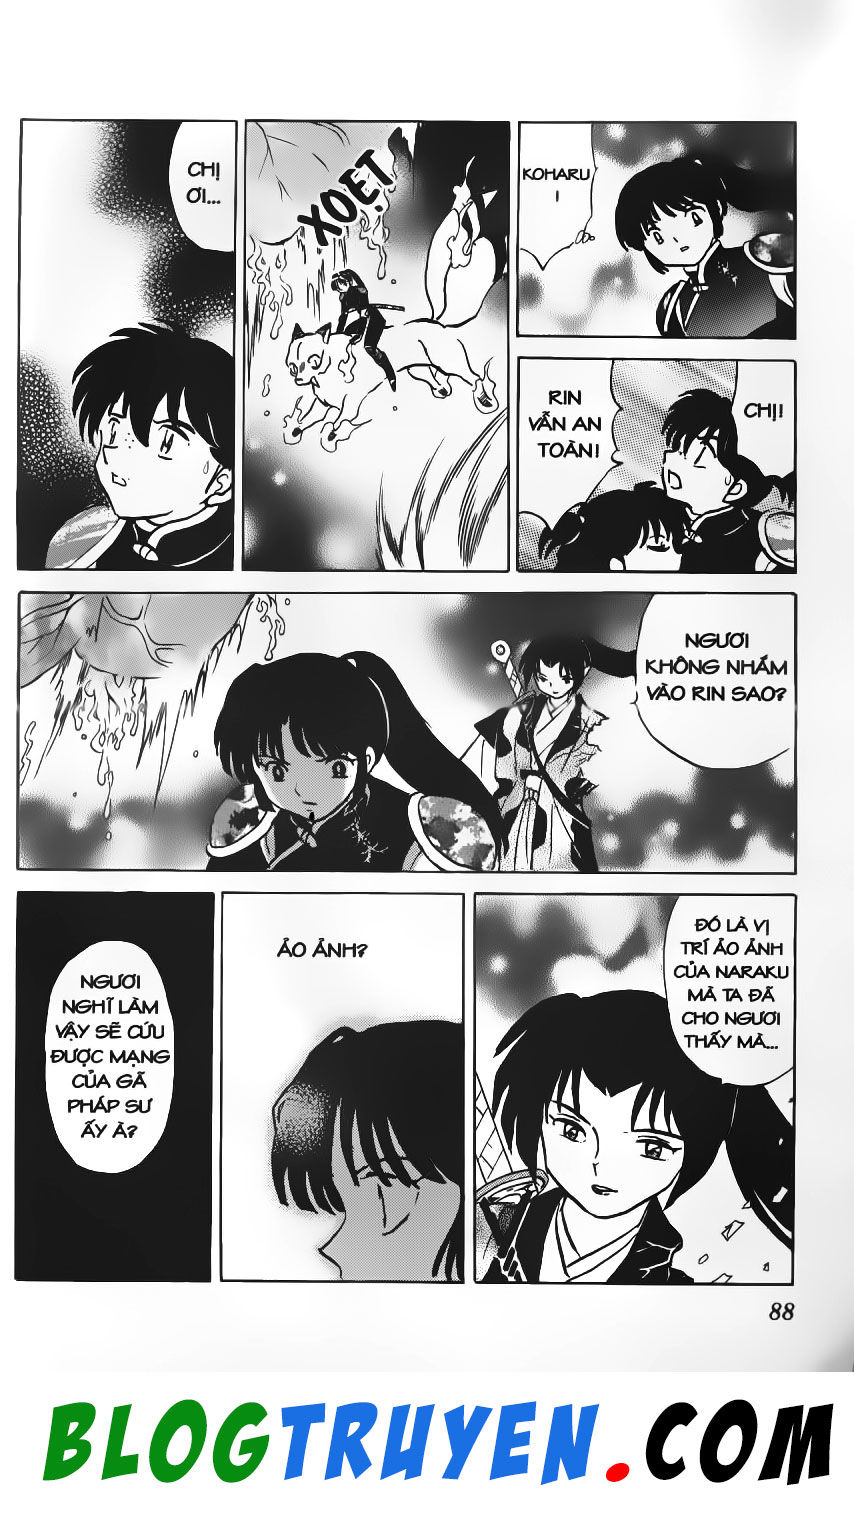 KOHARU
!
CHỊ!
RIN
VẪN AN
TOÀN!
XOẸT
CHỊ
ƠI...
NGƯƠI
KHÔNG NHẮM
VÀO RIN SAO?
ĐÓ LÀ VỊ
TRÍ ẢO ẢNH
CỦA NARAKU
MÀ TA ĐÃ
CHO NGƯƠI
THẤY MÀ...
ẢO ẢNH?
NGƯƠI
NGHĨ LÀM
VẬY SẼ CỨU
ĐƯỢC MẠNG
CỦA GÃ
PHÁP SƯ
ẤY À?
88
BLOGTRUYEN.COM